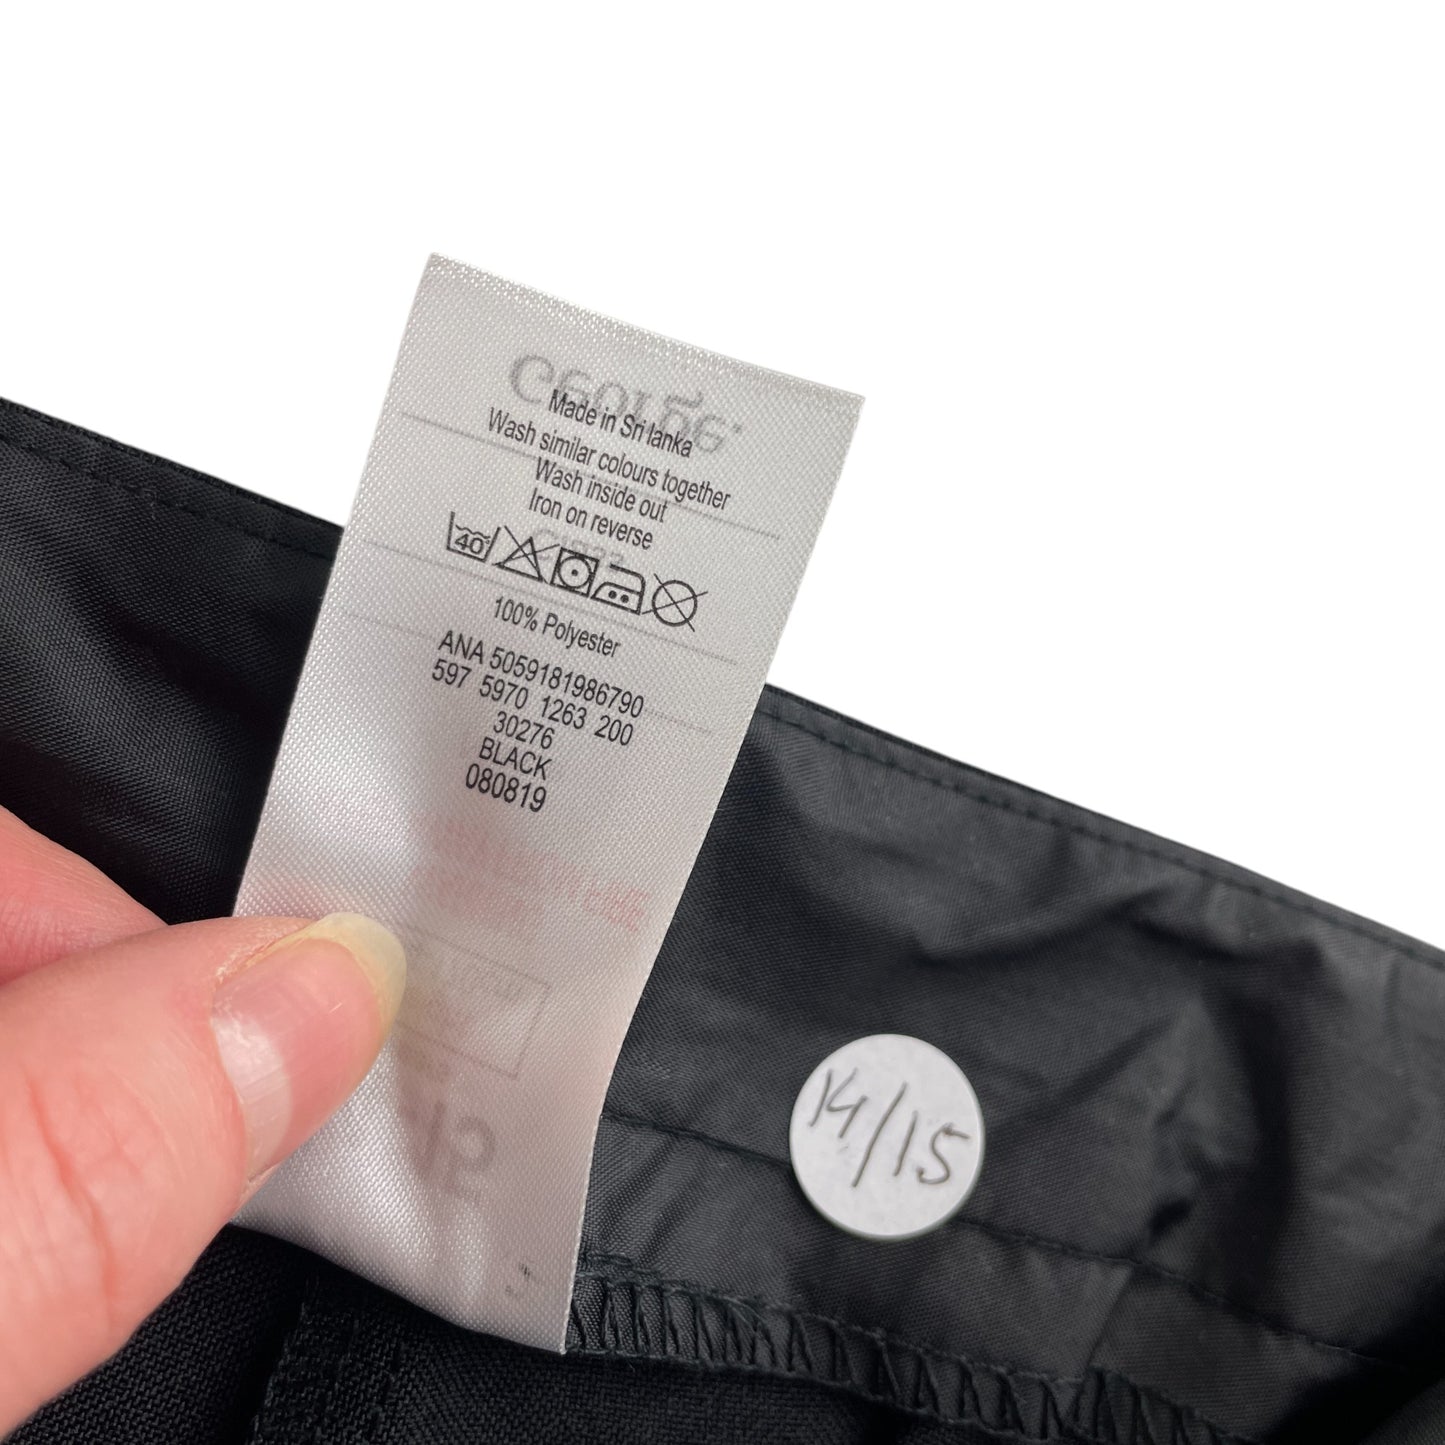 George.
Made in Sri lanka
Wash similar colours together
Wash inside out
Iron on reverse
40
100% Polyester
ANA 5059181986790
597 5970 1263 200
30276
BLACK
080819
14/15